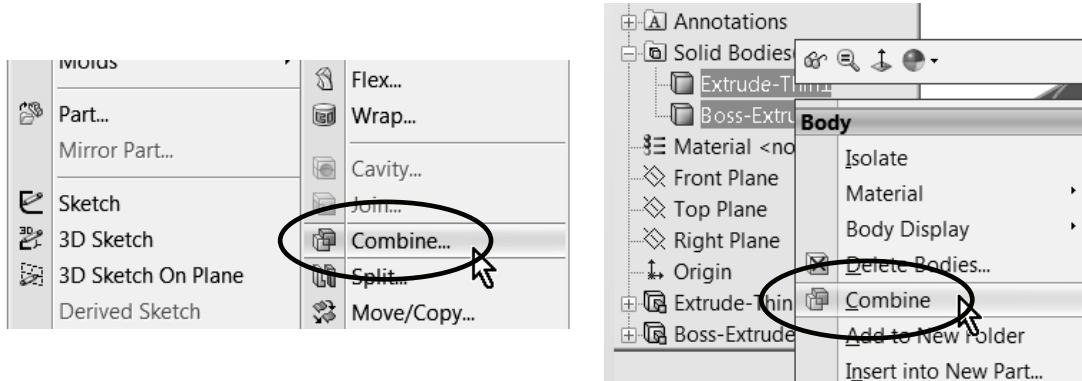 Molds
Part...
Mirror Part...
Sketch
3D Sketch
3D Sketch On Plane
Derived Sketch
Flex...
Wrap...
Cavity...
Join...
Combine...
Split...
Move/Copy...
Annotations
Solid Bodies(
Extrude-Thin1
Boss-Extru
Material <no
Front Plane
Top Plane
Right Plane
Origin
Extrude-Thin
Boss-Extrude
Body
Isolate
Material
Body Display
Delete Bodies...
Combine
Add to New Folder
Insert into New Part...